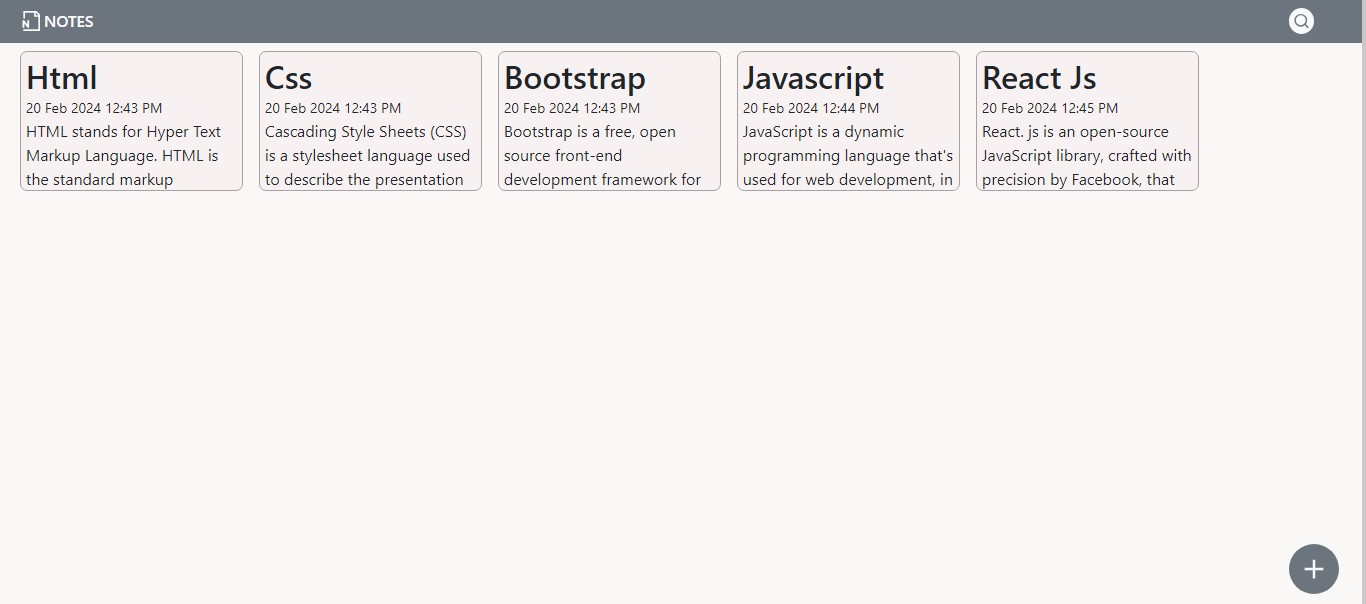 NOTES
Html
20 Feb 2024 12:43 PM
HTML stands for Hyper Text
Markup Language. HTML is
the standard markup
Css
20 Feb 2024 12:43 PM
Cascading Style Sheets (CSS)
is a stylesheet language used
to describe the presentation
Bootstrap
20 Feb 2024 12:43 PM
Bootstrap is a free, open
source front-end
development framework for
Javascript
20 Feb 2024 12:44 PM
JavaScript is a dynamic
programming language that's
used for web development, in
React Js
20 Feb 2024 12:45 PM
React. js is an open-source
JavaScript library, crafted with
precision by Facebook, that